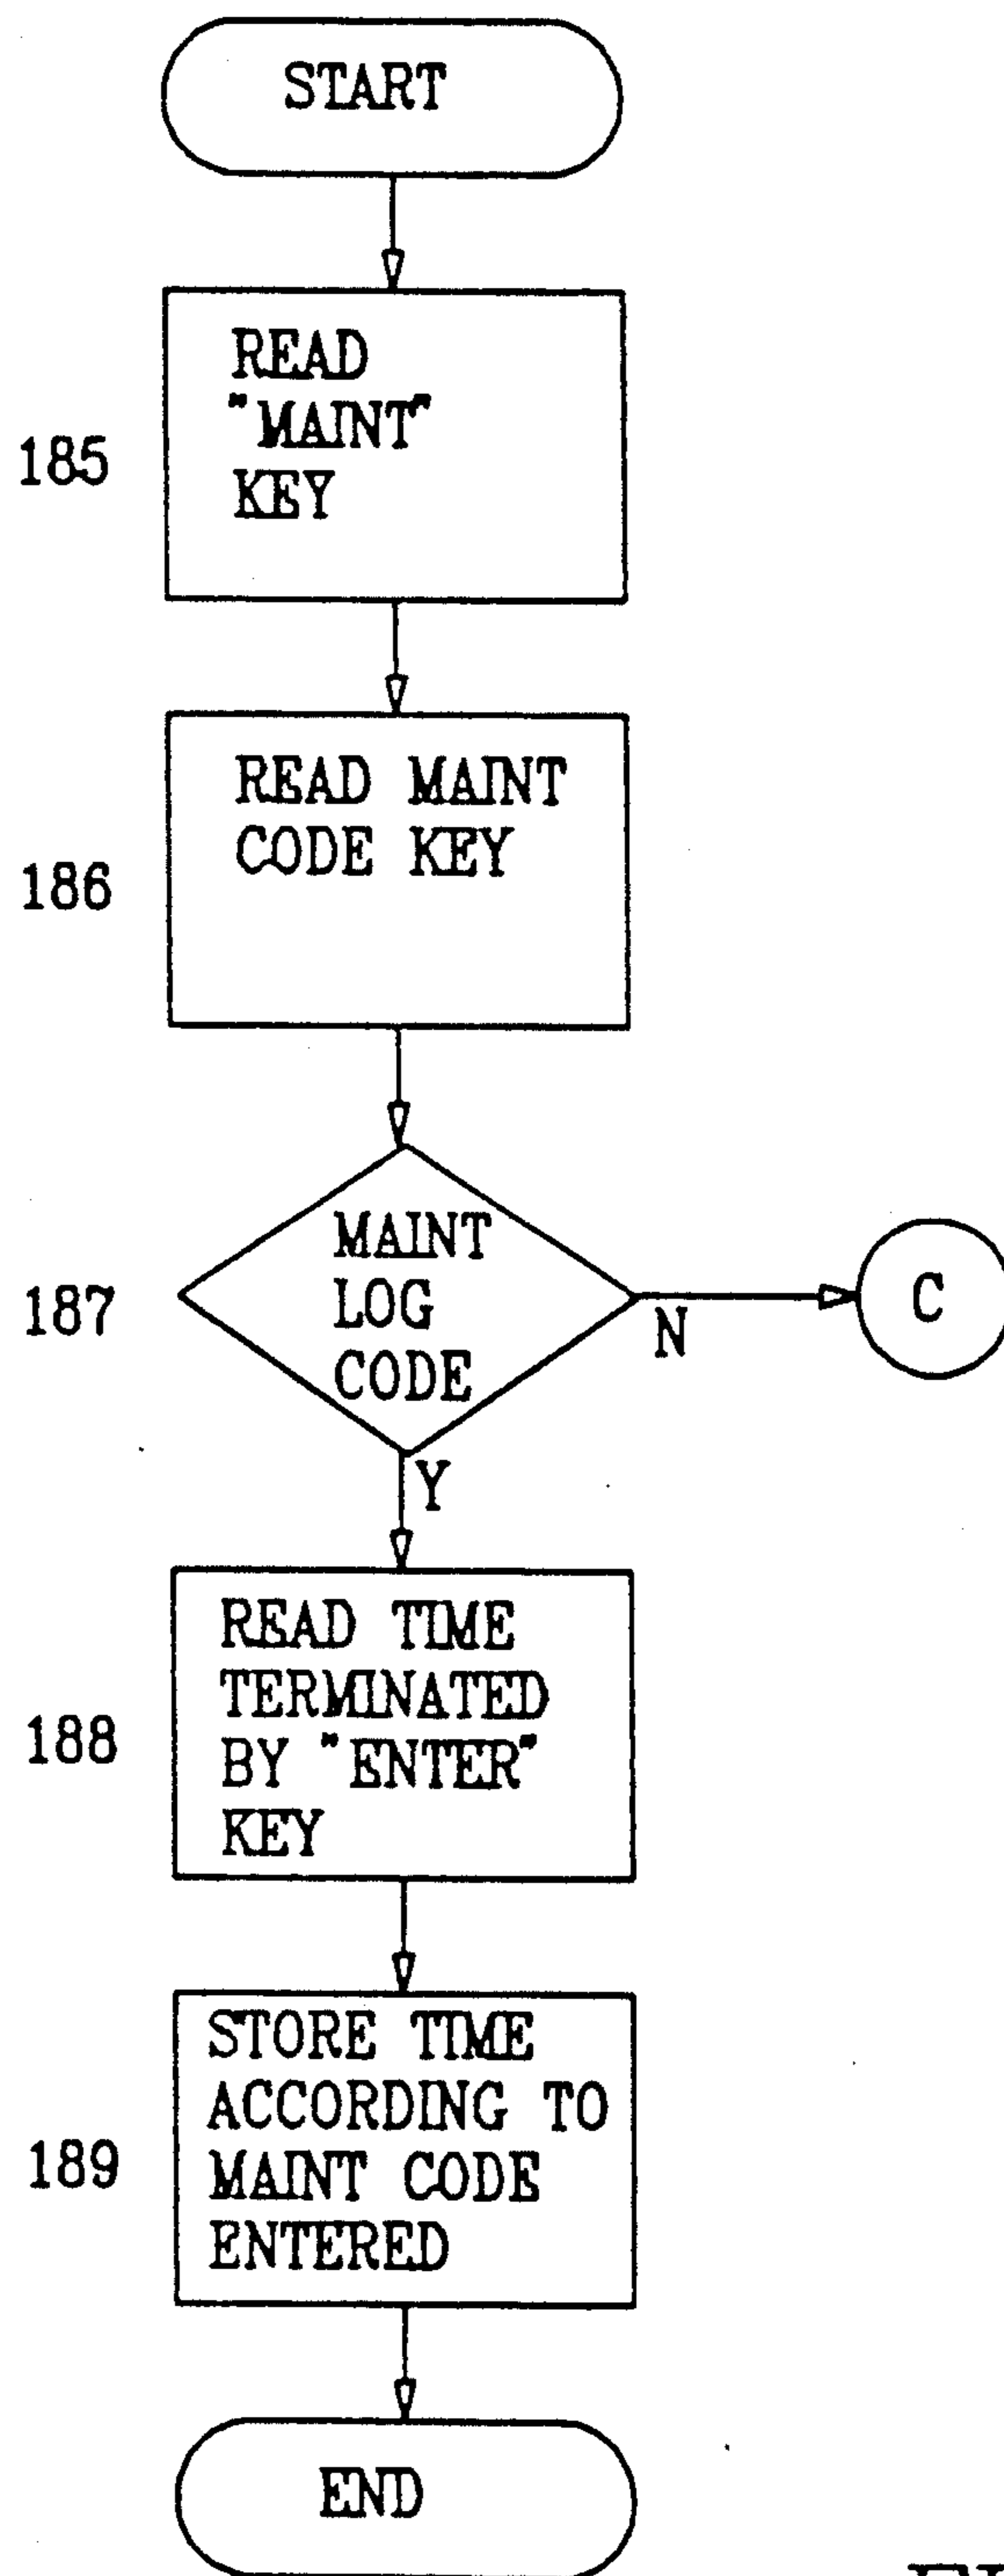 START
READ
"MAINT"
KEY
185
READ MAINT
CODE KEY
186
MAINT
LOG
CODE
187
N
C
Y
READ TIME
TERMINATED
BY "ENTER"
KEY
188
STORE TIME
ACCORDING TO
MAINT CODE
ENTERED
189
END